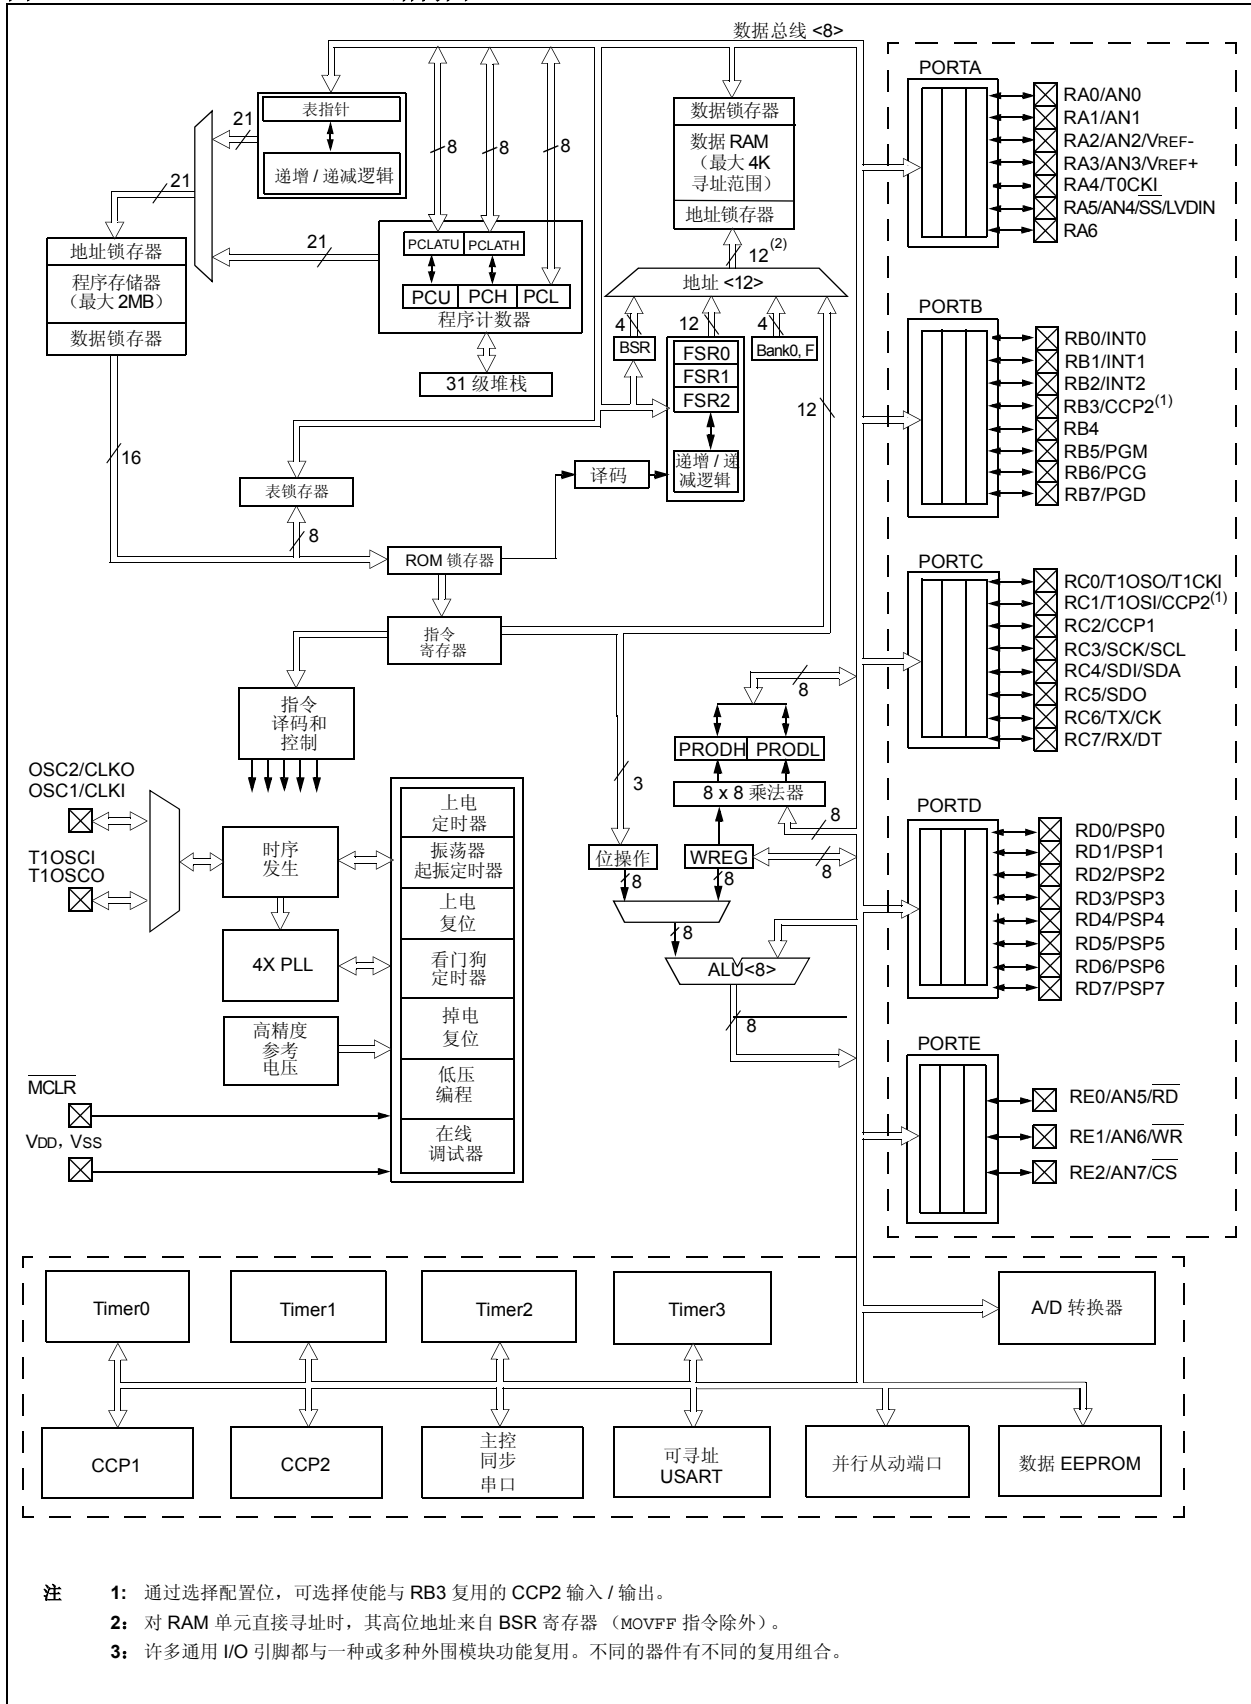 数据总线 <8>
21
表指针
递增 / 递减逻辑
8
8
8
数据锁存器
数据 RAM
（最大 4K
寻址范围）
地址锁存器
21
21
地址锁存器
程序存储器
（最大 2MB）
数据锁存器
PCLATU
PCLATH
PCU
PCH
PCL
程序计数器
31 级堆栈
12(2)
地址 <12>
4
12
4
BSR
FSR0
FSR1
FSR2
Bank0, F
12
递增 / 递
减逻辑
16
表锁存器
8
译码
ROM 锁存器
指令
寄存器
指令
译码和
控制
8
PRODH
PRODL
3
8 x 8 乘法器
8
位操作
WREG
8
8
8
8
ALU<8>
8
OSC2/CLKO
OSC1/CLKI
T1OSCI
T1OSCO
时序
发生
4X PLL
高精度
参考
电压
上电
定时器
振荡器
起振定时器
上电
复位
看门狗
定时器
掉电
复位
低压
编程
在线
调试器
MCLR
VDD，VSS
PORTA
RA0/AN0
RA1/AN1
RA2/AN2/VREF-
RA3/AN3/VREF+
RA4/T0CKI
RA5/AN4/SS/LVDIN
RA6
PORTB
RB0/INT0
RB1/INT1
RB2/INT2
RB3/CCP2(1)
RB4
RB5/PGM
RB6/PCG
RB7/PGD
PORTC
RC0/T1OSO/T1CKI
RC1/T1OSI/CCP2(1)
RC2/CCP1
RC3/SCK/SCL
RC4/SDI/SDA
RC5/SDO
RC6/TX/CK
RC7/RX/DT
PORTD
RD0/PSP0
RD1/PSP1
RD2/PSP2
RD3/PSP3
RD4/PSP4
RD5/PSP5
RD6/PSP6
RD7/PSP7
PORTE
RE0/AN5/RD
RE1/AN6/WR
RE2/AN7/CS
Timer0
Timer1
Timer2
Timer3
A/D 转换器
CCP1
CCP2
主控
同步
串口
可寻址
USART
并行从动端口
数据 EEPROM
注 1: 通过选择配置位，可选择使能与 RB3 复用的 CCP2 输入 / 输出。
2: 对 RAM 单元直接寻址时，其高位地址来自 BSR 寄存器 （MOVFF 指令除外）。
3: 许多通用 I/O 引脚都与一种或多种外围模块功能复用。不同的器件有不同的复用组合。